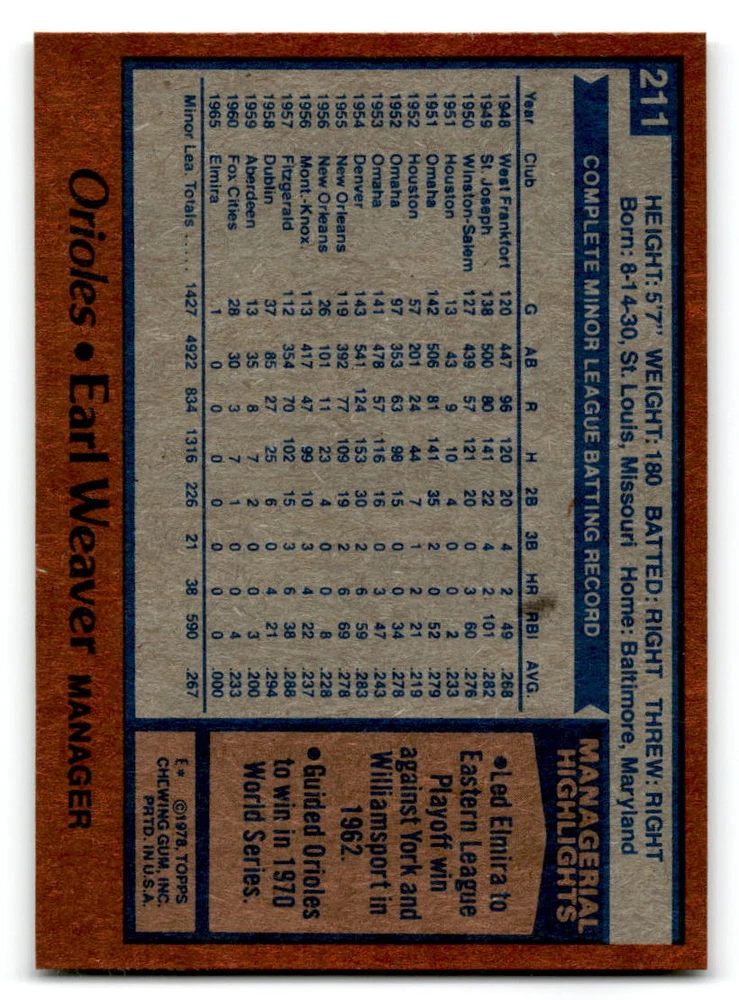 211
HEIGHT: 5'7" WEIGHT: 180 BATTED: RIGHT THREW: RIGHT
Born: 8-14-30, St. Louis, Missouri Home: Baltimore, Maryland
COMPLETE MINOR LEAGUE BATTING RECORD
Year Club G AB R H 2B 3B HR RBI AVG.
1948 West Frankfort 120 447 96 120 20 4 2 49 .268
1949 St. Joseph 138 500 80 141 22 4 2 101 .282
1950 Winston-Salem 127 439 57 121 20 0 3 60 .276
1951 Houston 13 43 9 10 4 0 0 2 .233
1951 Omaha 142 506 81 141 35 2 0 52 .279
1952 Houston 57 201 24 44 7 1 2 21 .219
1952 Omaha 97 353 63 98 15 0 0 34 .278
1953 Omaha 141 478 57 116 16 0 3 47 .243
1954 Denver 143 541 124 153 30 2 6 59 .283
1955 New Orleans 119 392 77 109 19 2 6 69 .278
1956 New Orleans 26 101 11 23 4 0 0 8 .228
1956 Mont.-Knox 113 417 47 99 10 3 4 22 .237
1957 Fitzgerald 112 354 70 102 15 3 6 38 .288
1958 Dublin 37 85 27 25 6 0 4 21 .294
1959 Aberdeen 13 35 8 7 2 0 0 3 .200
1960 Fox Cities 28 30 3 7 1 0 0 4 .233
1965 Elmira 1 0 0 0 0 0 0 0 .000
Minor Lea. Totals ..... 1427 4922 834 1316 226 21 38 590 .267
MANAGERIAL
HIGHLIGHTS
•Led Elmira to
Eastern League
Playoff win
against York and
Williamsport in
1962.
•Guided Orioles
to win in 1970
World Series.
E* ©1978, TOPPS
CHEWING GUM, INC.
PRTD. IN U.S.A.
Orioles • Earl Weaver MANAGER